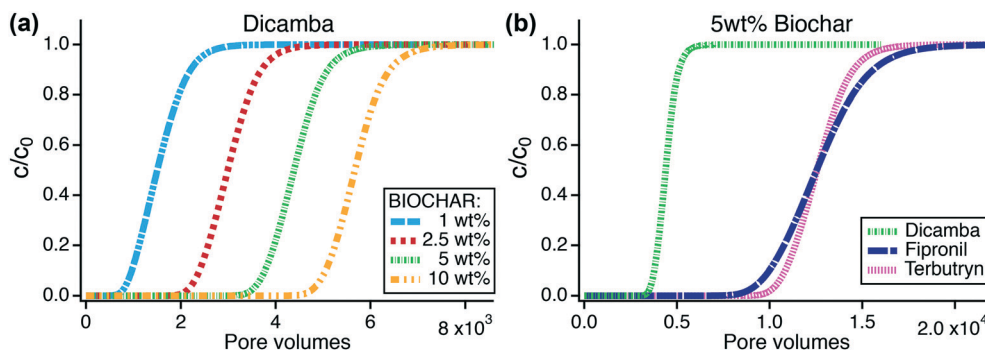 (a)
Dicamba
1.0
0.8
0.6
0.4
0.2
0.0
c/c0
0
2
4
6
8 x10³
Pore volumes
BIOCHAR:
1 wt%
2.5 wt%
5 wt%
10 wt%
(b)
5wt% Biochar
1.0
0.8
0.6
0.4
0.2
0.0
c/c0
0.0
0.5
1.0
1.5
2.0 x10⁴
Pore volumes
Dicamba
Fipronil
Terbutryn